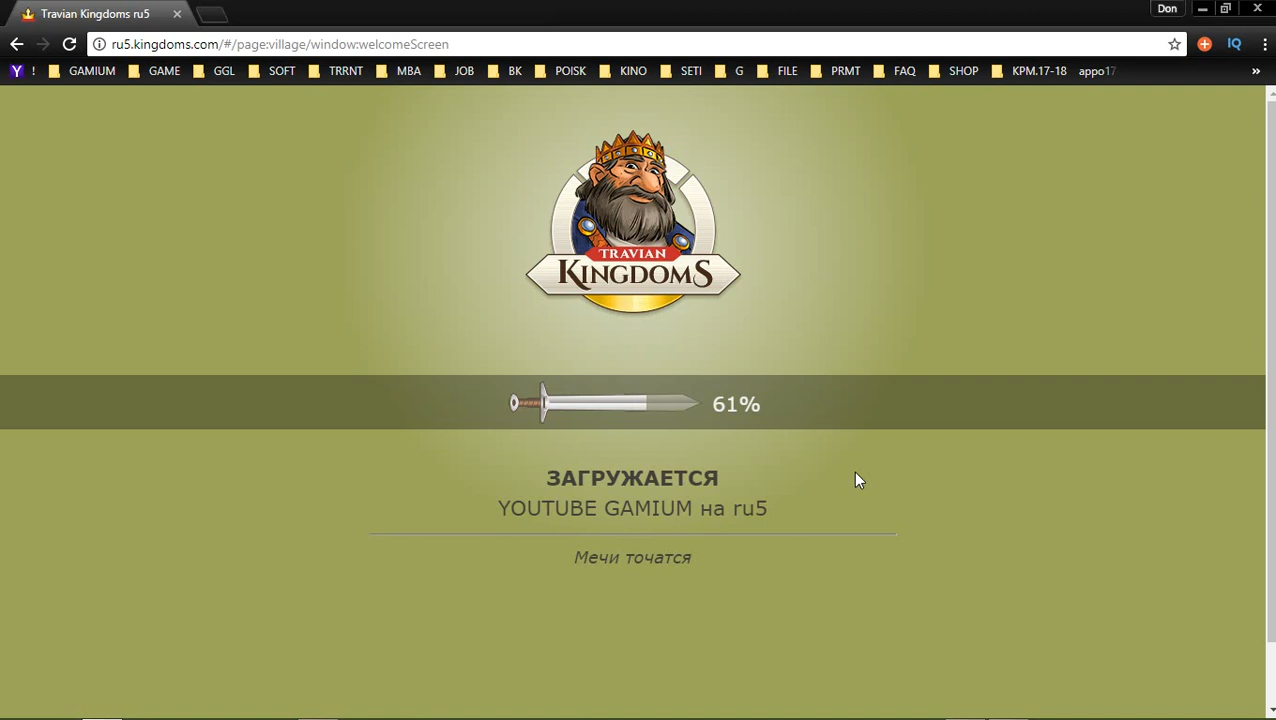 Travian Kingdoms ru5
Don
ru5.kingdoms.com/#/page:village/window:welcomeScreen
IQ
Y ! GAMIUM GAME GGL SOFT TRRNT MBA JOB BK POISK KINO SETI G FILE PRMT FAQ SHOP KPM.17-18 appo17
TRAVIAN
KINGDOMS
61%
ЗАГРУЖАЕТСЯ
YOUTUBE GAMIUM на ru5
Мечи точатся